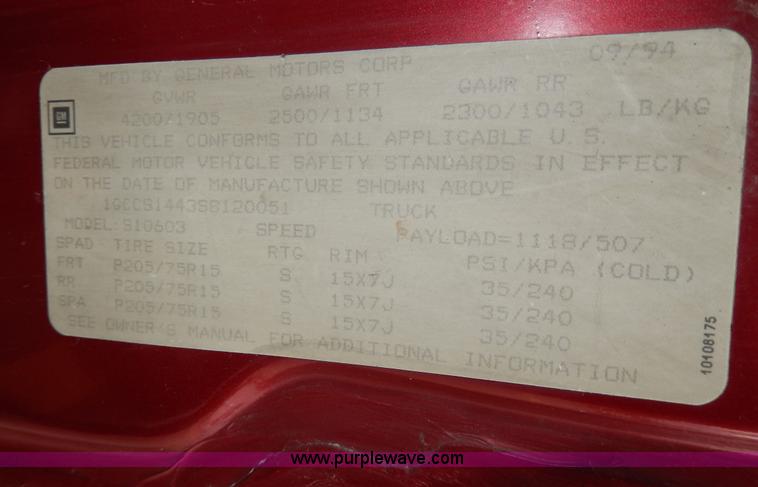 MFD BY GENERAL MOTORS CORP 09/94
GVWR GAWR FRT GAWR RR
GM 4200/1905 2500/1134 2300/1043 LB/KG
THIS VEHICLE CONFORMS TO ALL APPLICABLE U.S.
FEDERAL MOTOR VEHICLE SAFETY STANDARDS IN EFFECT
ON THE DATE OF MANUFACTURE SHOWN ABOVE
1GCCS1443S8120051 TRUCK
MODEL: S10603 SPEED PAYLOAD=1118/507
SPAD TIRE SIZE RTG RIM PSI/KPA (COLD)
FRT P205/75R15 S 15X7J 35/240
RR P205/75R15 S 15X7J 35/240
SPA P205/75R15 S 15X7J 35/240
SEE OWNER'S MANUAL FOR ADDITIONAL INFORMATION
10108175
www.purplewave.com